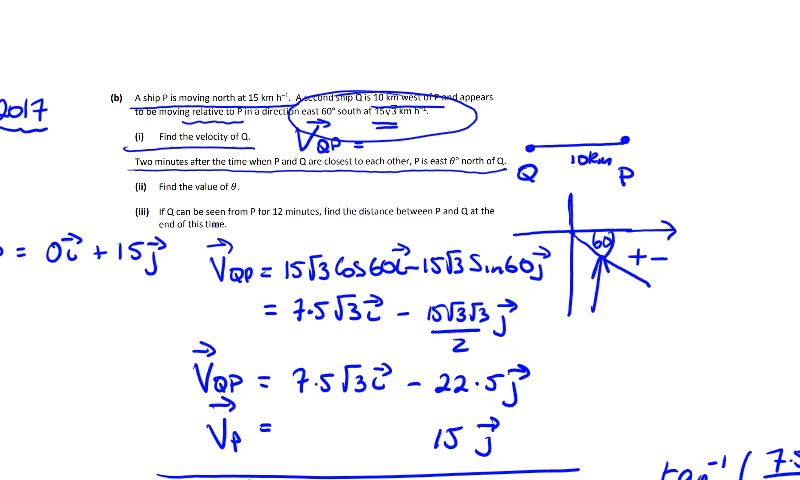 2017
(b) A ship P is moving north at 15 km h⁻¹. A second ship Q is 10 km west of P and appears
to be moving relative to P in a direction east 60° south at 15√3 km h⁻¹.
(i) Find the velocity of Q.
V⃗QP =
Two minutes after the time when P and Q are closest to each other, P is east θ° north of Q.
(ii) Find the value of θ.
(iii) If Q can be seen from P for 12 minutes, find the distance between P and Q at the
end of this time.
10km
Q P
60
+ −
= 0i⃗ + 15j⃗
V⃗QP = 15√3 Cos60i⃗ − 15√3 Sin60j⃗
= 7.5√3i⃗ − 15√3√3/2 j⃗
V⃗QP = 7.5√3i⃗ − 22.5j⃗
V⃗P = 15j⃗
tan⁻¹ ( 7.5